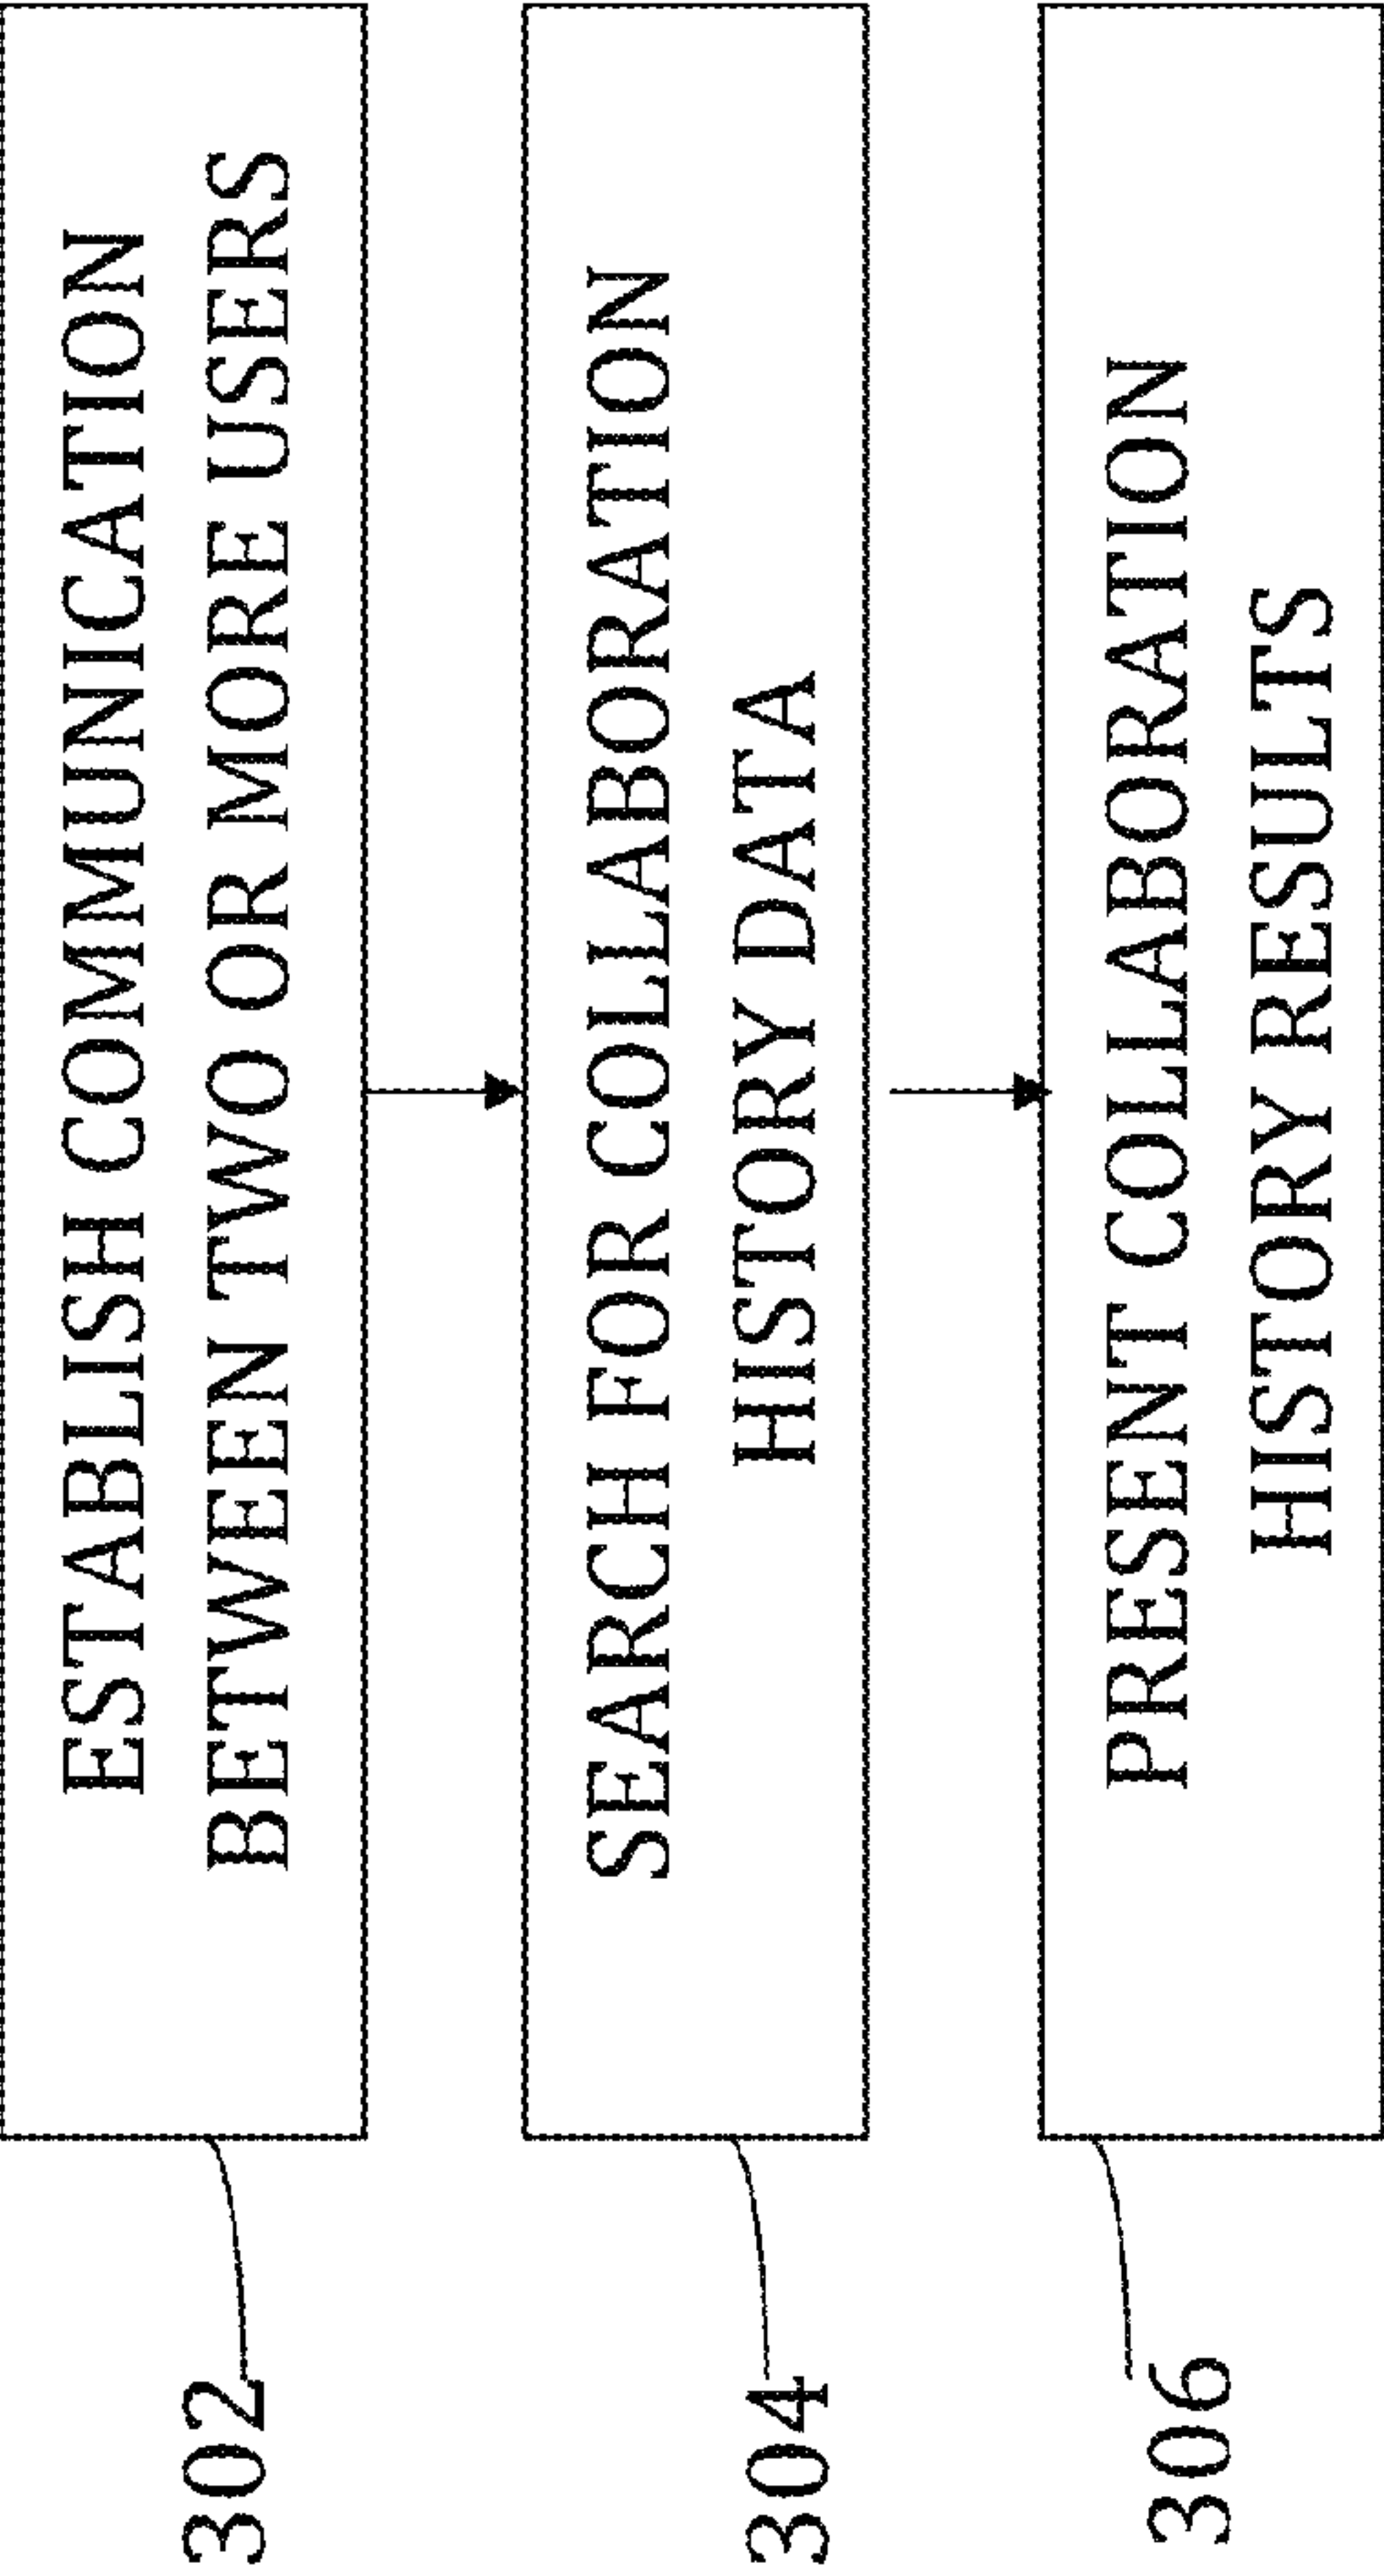 302
ESTABLISH COMMUNICATION
BETWEEN TWO OR MORE USERS
304
SEARCH FOR COLLABORATION
HISTORY DATA
306
PRESENT COLLABORATION
HISTORY RESULTS